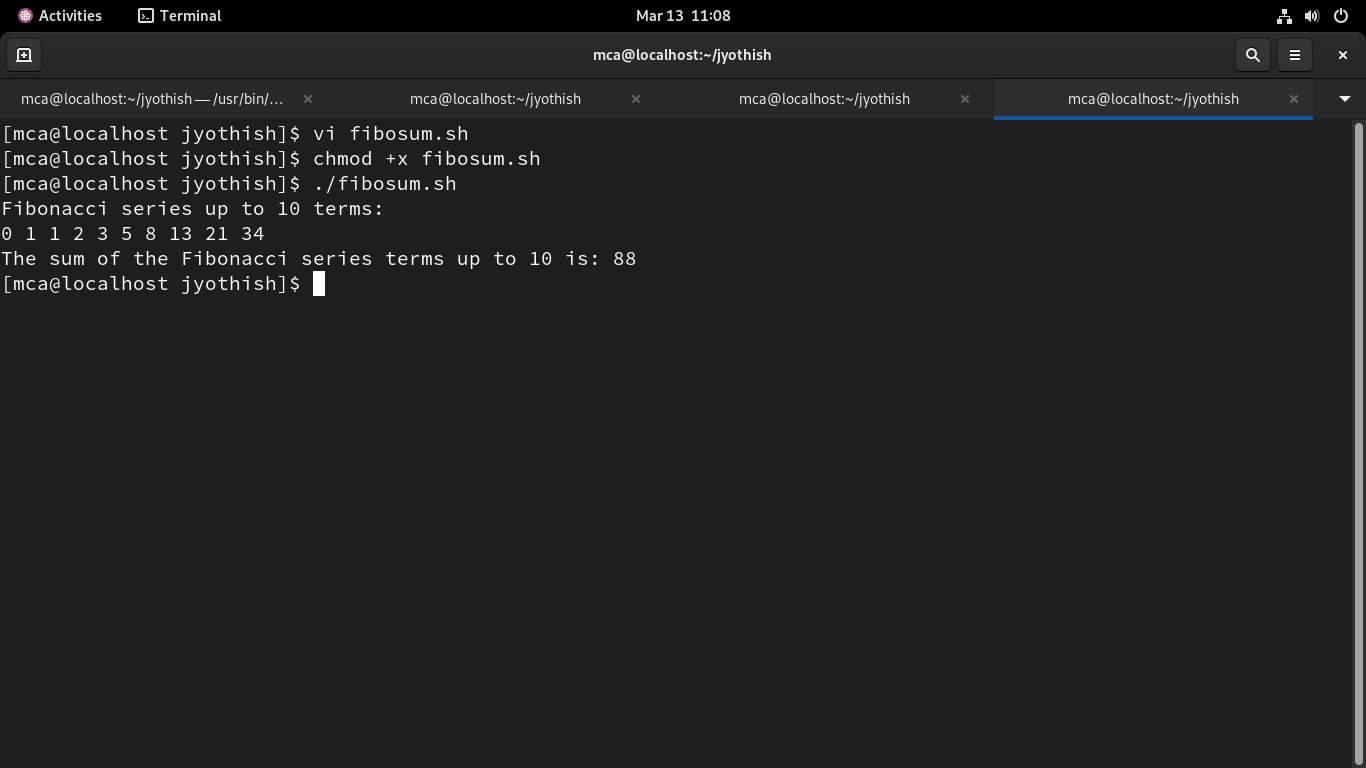 Activities
Terminal
Mar 13 11:08
mca@localhost:~/jyothish
mca@localhost:~/jyothish — /usr/bin/…
mca@localhost:~/jyothish
mca@localhost:~/jyothish
mca@localhost:~/jyothish
[mca@localhost jyothish]$ vi fibosum.sh
[mca@localhost jyothish]$ chmod +x fibosum.sh
[mca@localhost jyothish]$ ./fibosum.sh
Fibonacci series up to 10 terms:
0 1 1 2 3 5 8 13 21 34
The sum of the Fibonacci series terms up to 10 is: 88
[mca@localhost jyothish]$